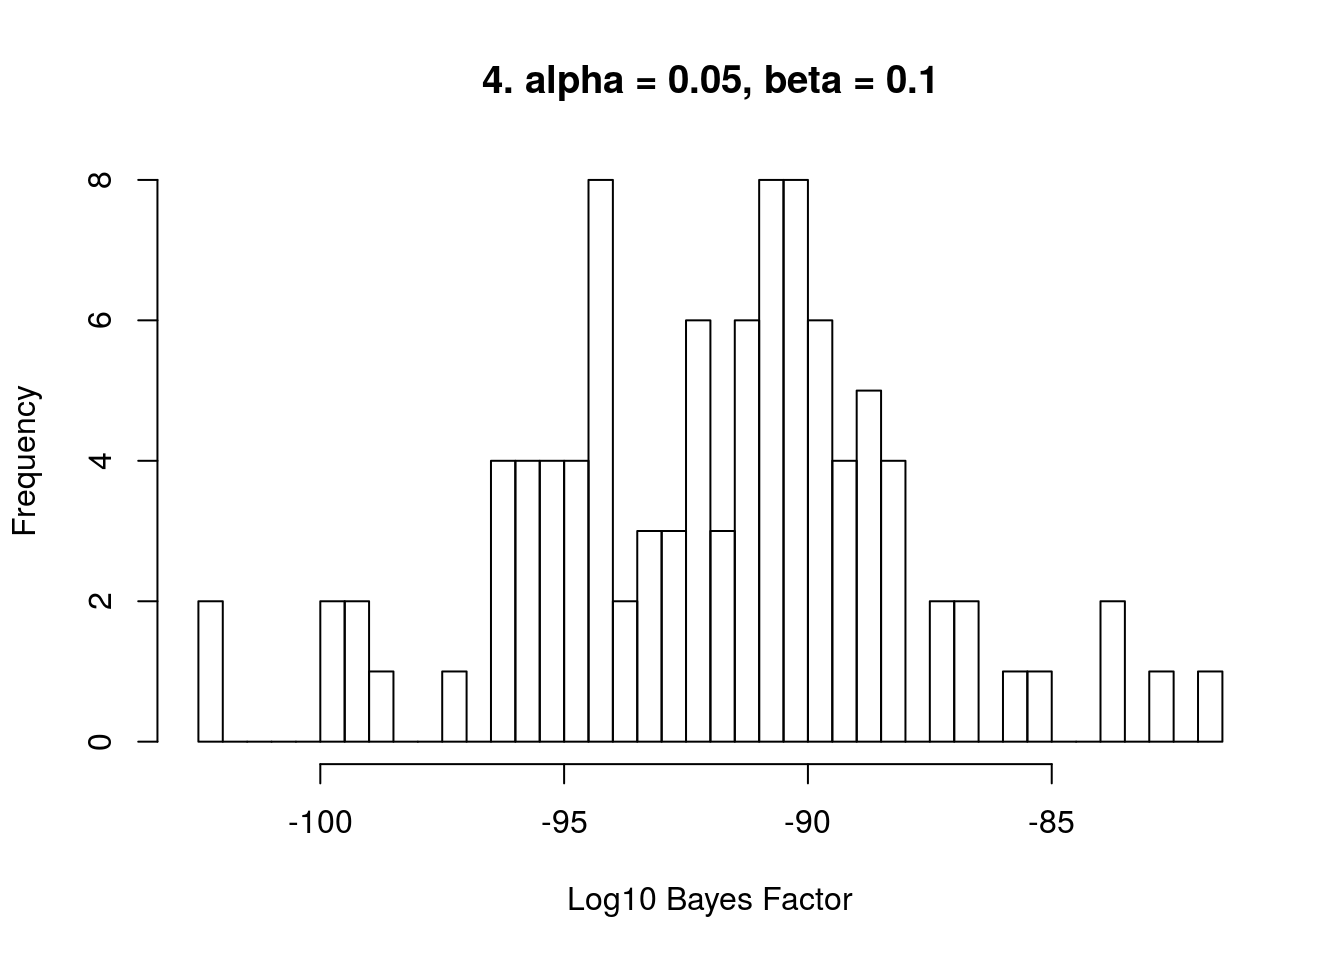 4. alpha = 0.05, beta = 0.1
8
6
4
2
0
Frequency
-100 -95 -90 -85
Log10 Bayes Factor